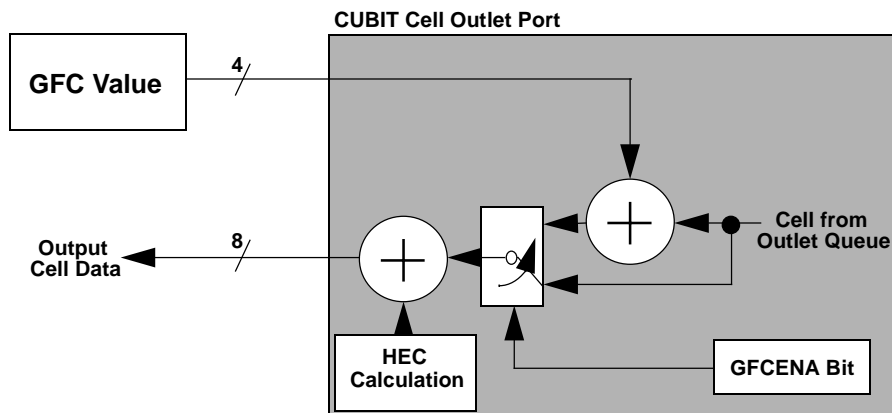 CUBIT Cell Outlet Port
GFC Value
4
Cell from
Outlet Queue
8
Output
Cell Data
HEC
Calculation
GFCENA Bit